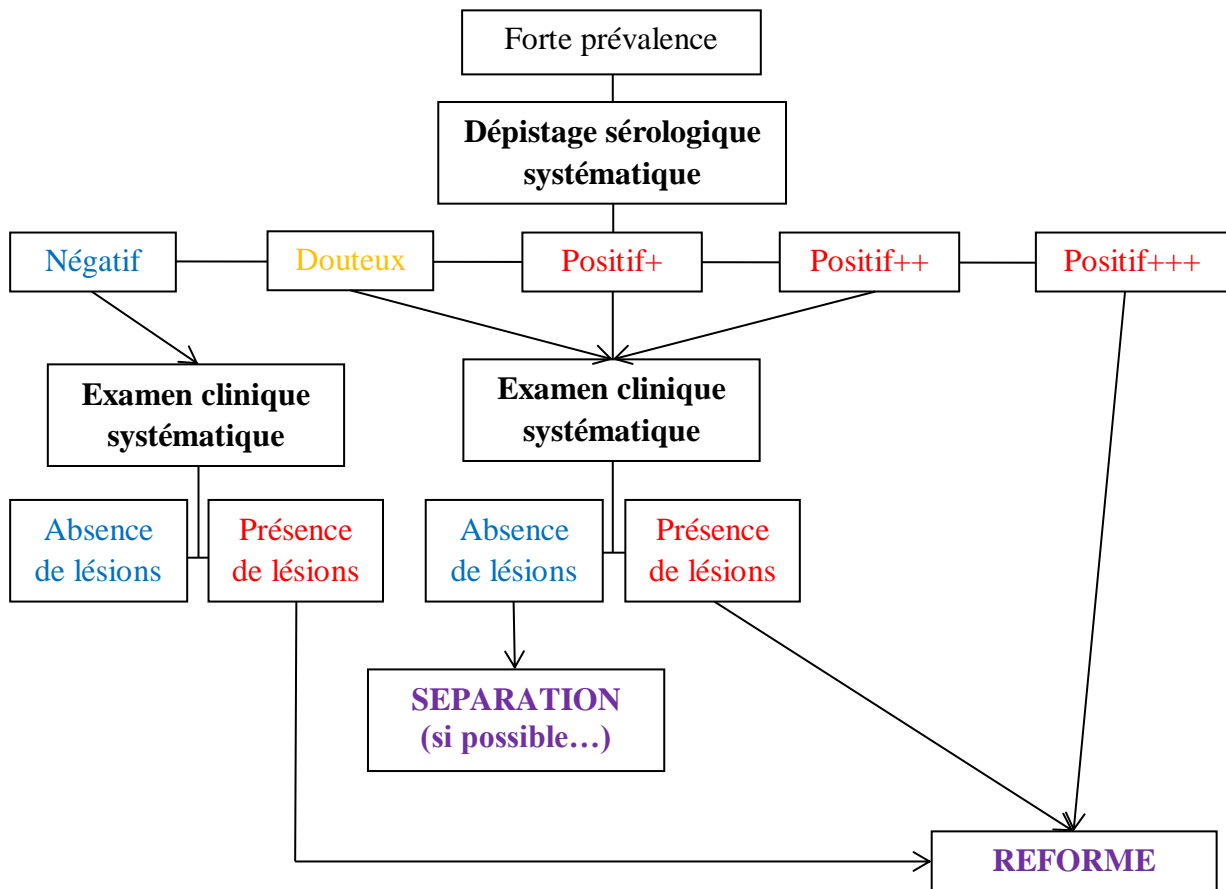 Forte prévalence
Dépistage sérologique
systématique
Négatif
Douteux
Positif+
Positif++
Positif+++
Examen clinique
systématique
Examen clinique
systématique
Absence
de lésions
Présence
de lésions
Absence
de lésions
Présence
de lésions
SEPARATION
(si possible…)
REFORME